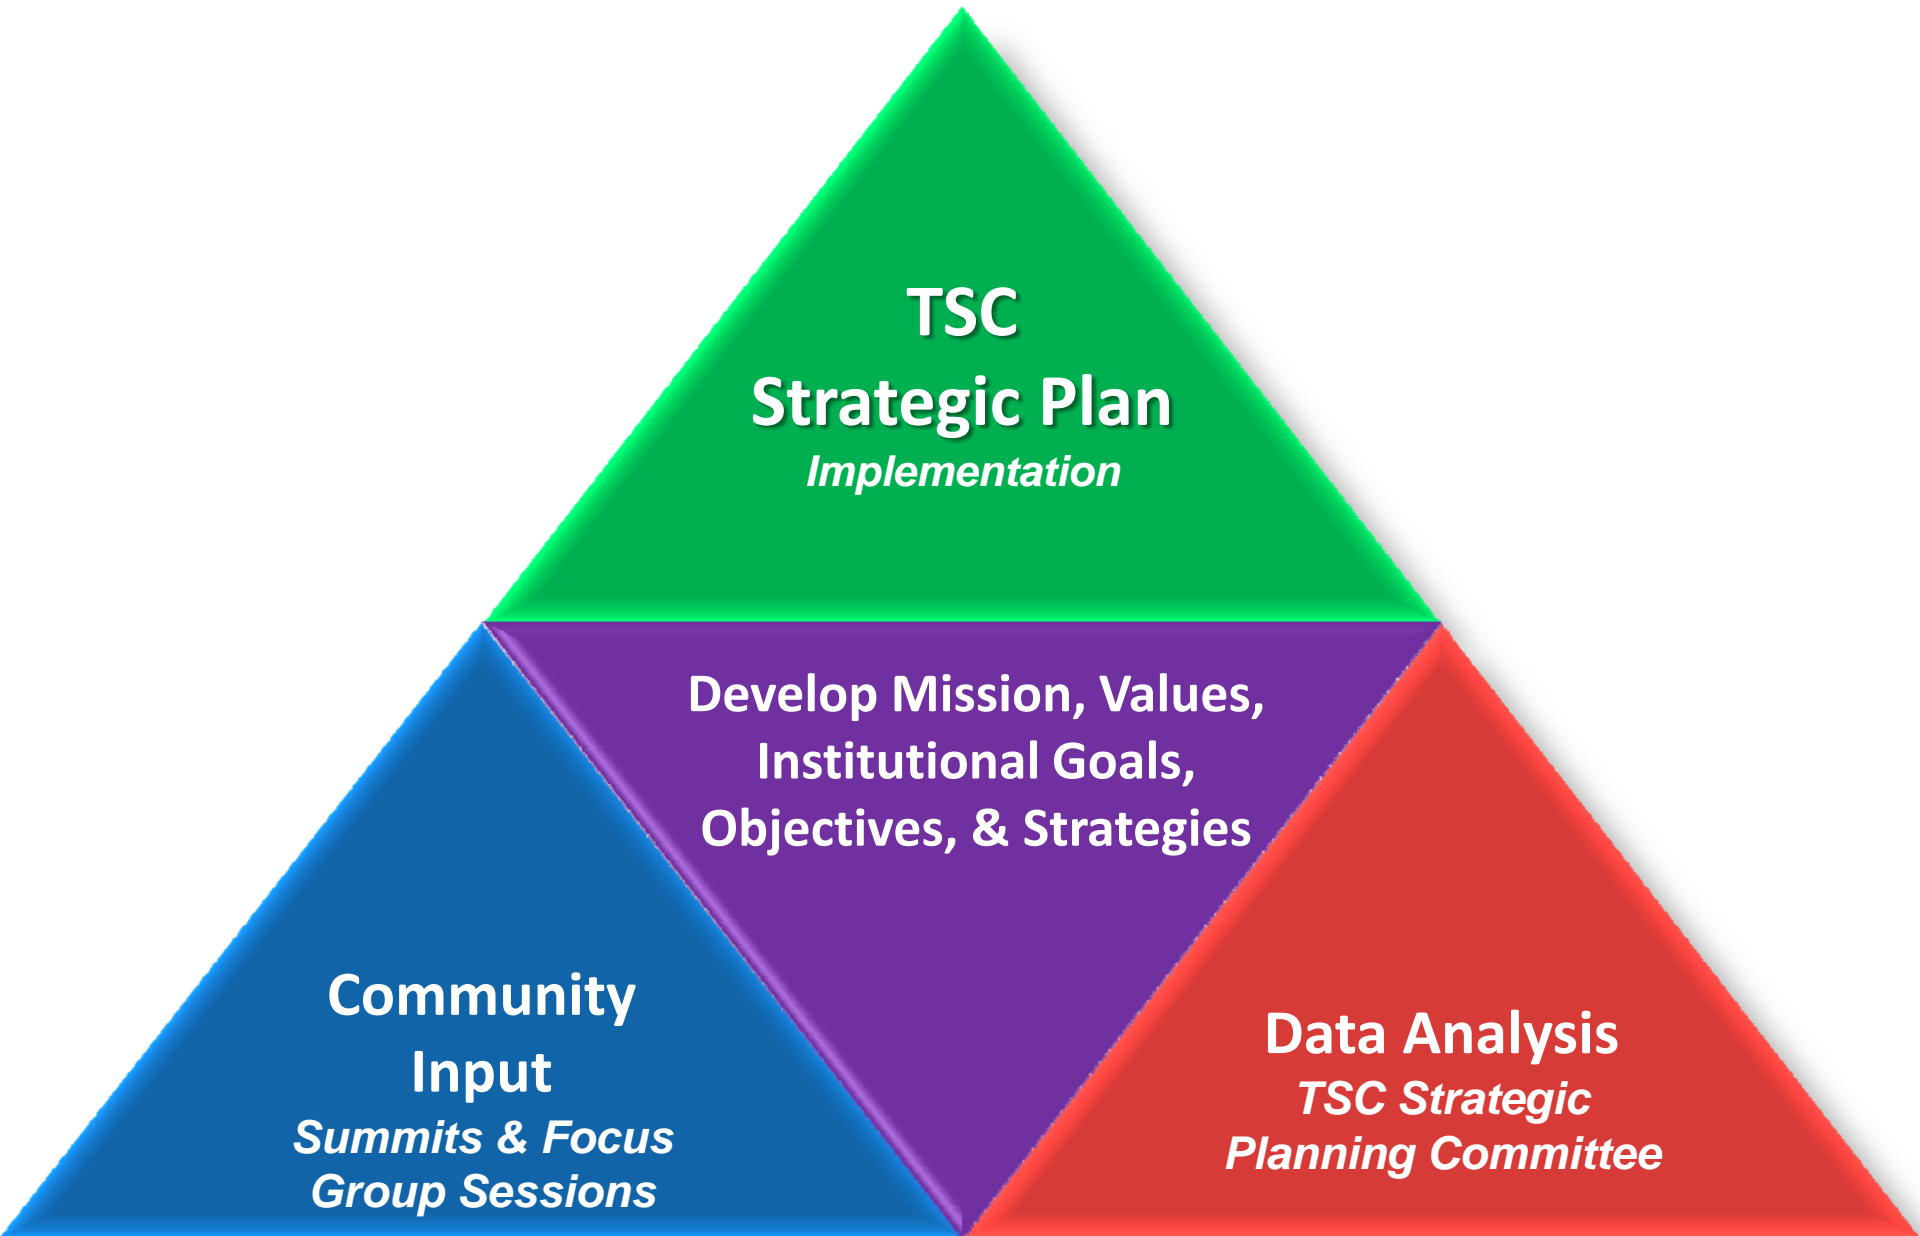 TSC
Strategic Plan
Implementation
Develop Mission, Values,
Institutional Goals,
Objectives, & Strategies
Community
Input
Summits & Focus
Group Sessions
Data Analysis
TSC Strategic
Planning Committee